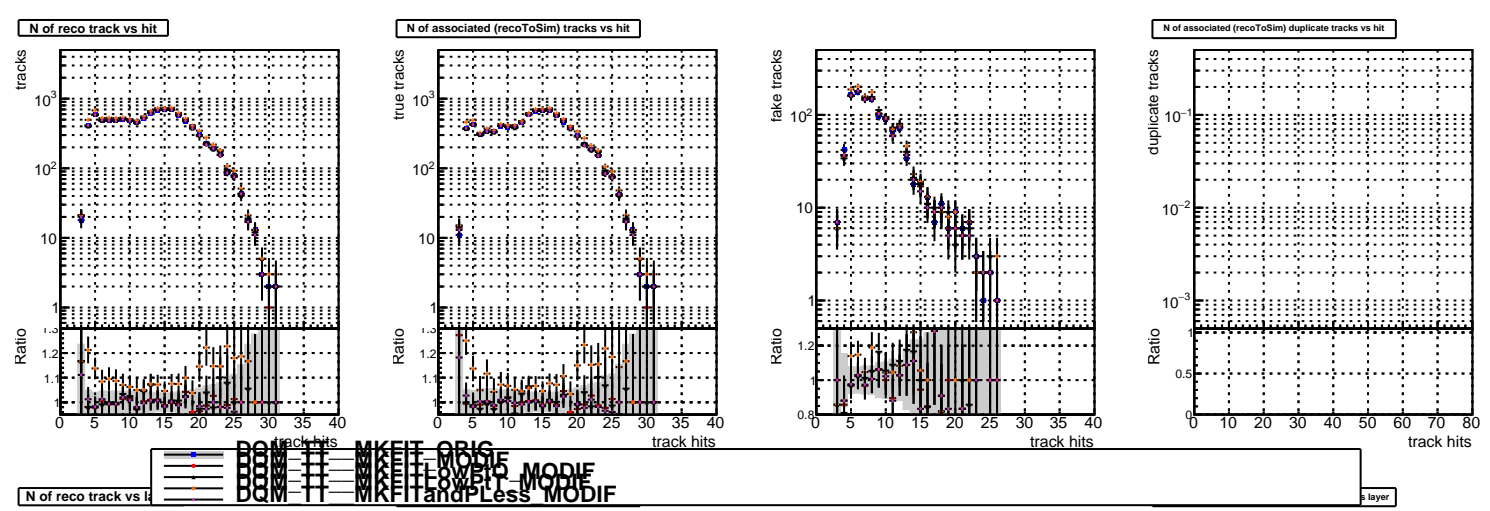 N of reco track vs hit
N of associated (recoToSim) tracks vs hit
N of associated (recoToSim) duplicate tracks vs hit
tracks
10³
10²
10
1
Ratio
1.3
1.2
1.1
1
0 5 10 15 20 25 30 35 40
track hits
true tracks
10³
10²
10
1
Ratio
1.3
1.2
1.1
1
0 5 10 15 20 25 30 35 40
track hits
fake tracks
10²
10
1
Ratio
1.2
1
0.8
0 5 10 15 20 25 30 35 40
track hits
duplicate tracks
10⁻¹
10⁻²
10⁻³
Ratio
1
0.5
0
0 10 20 30 40 50 60 70 80
track hits
DQM_TT__MKFIT_ORIG
DQM_TT__MKFIT_MODIF
DQM_TT__MKFITLowPtQ_MODIF
DQM_TT__MKFITLowPtT_MODIF
DQM_TT__MKFITandPLess_MODIF
N of reco track vs
layer